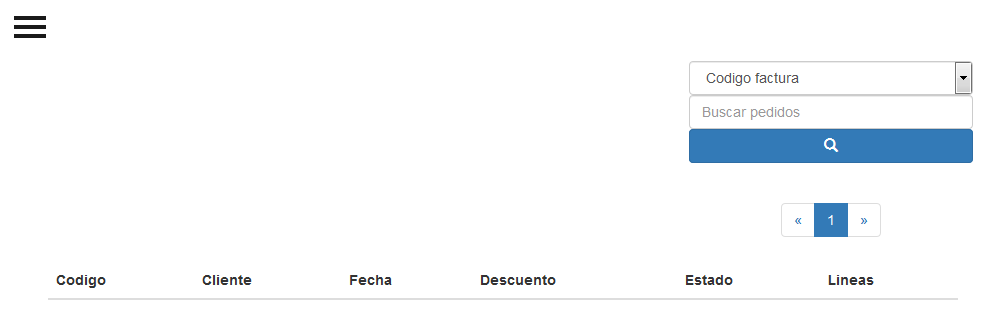 Codigo factura
Buscar pedidos
« 1 »
Codigo Cliente Fecha Descuento Estado Lineas